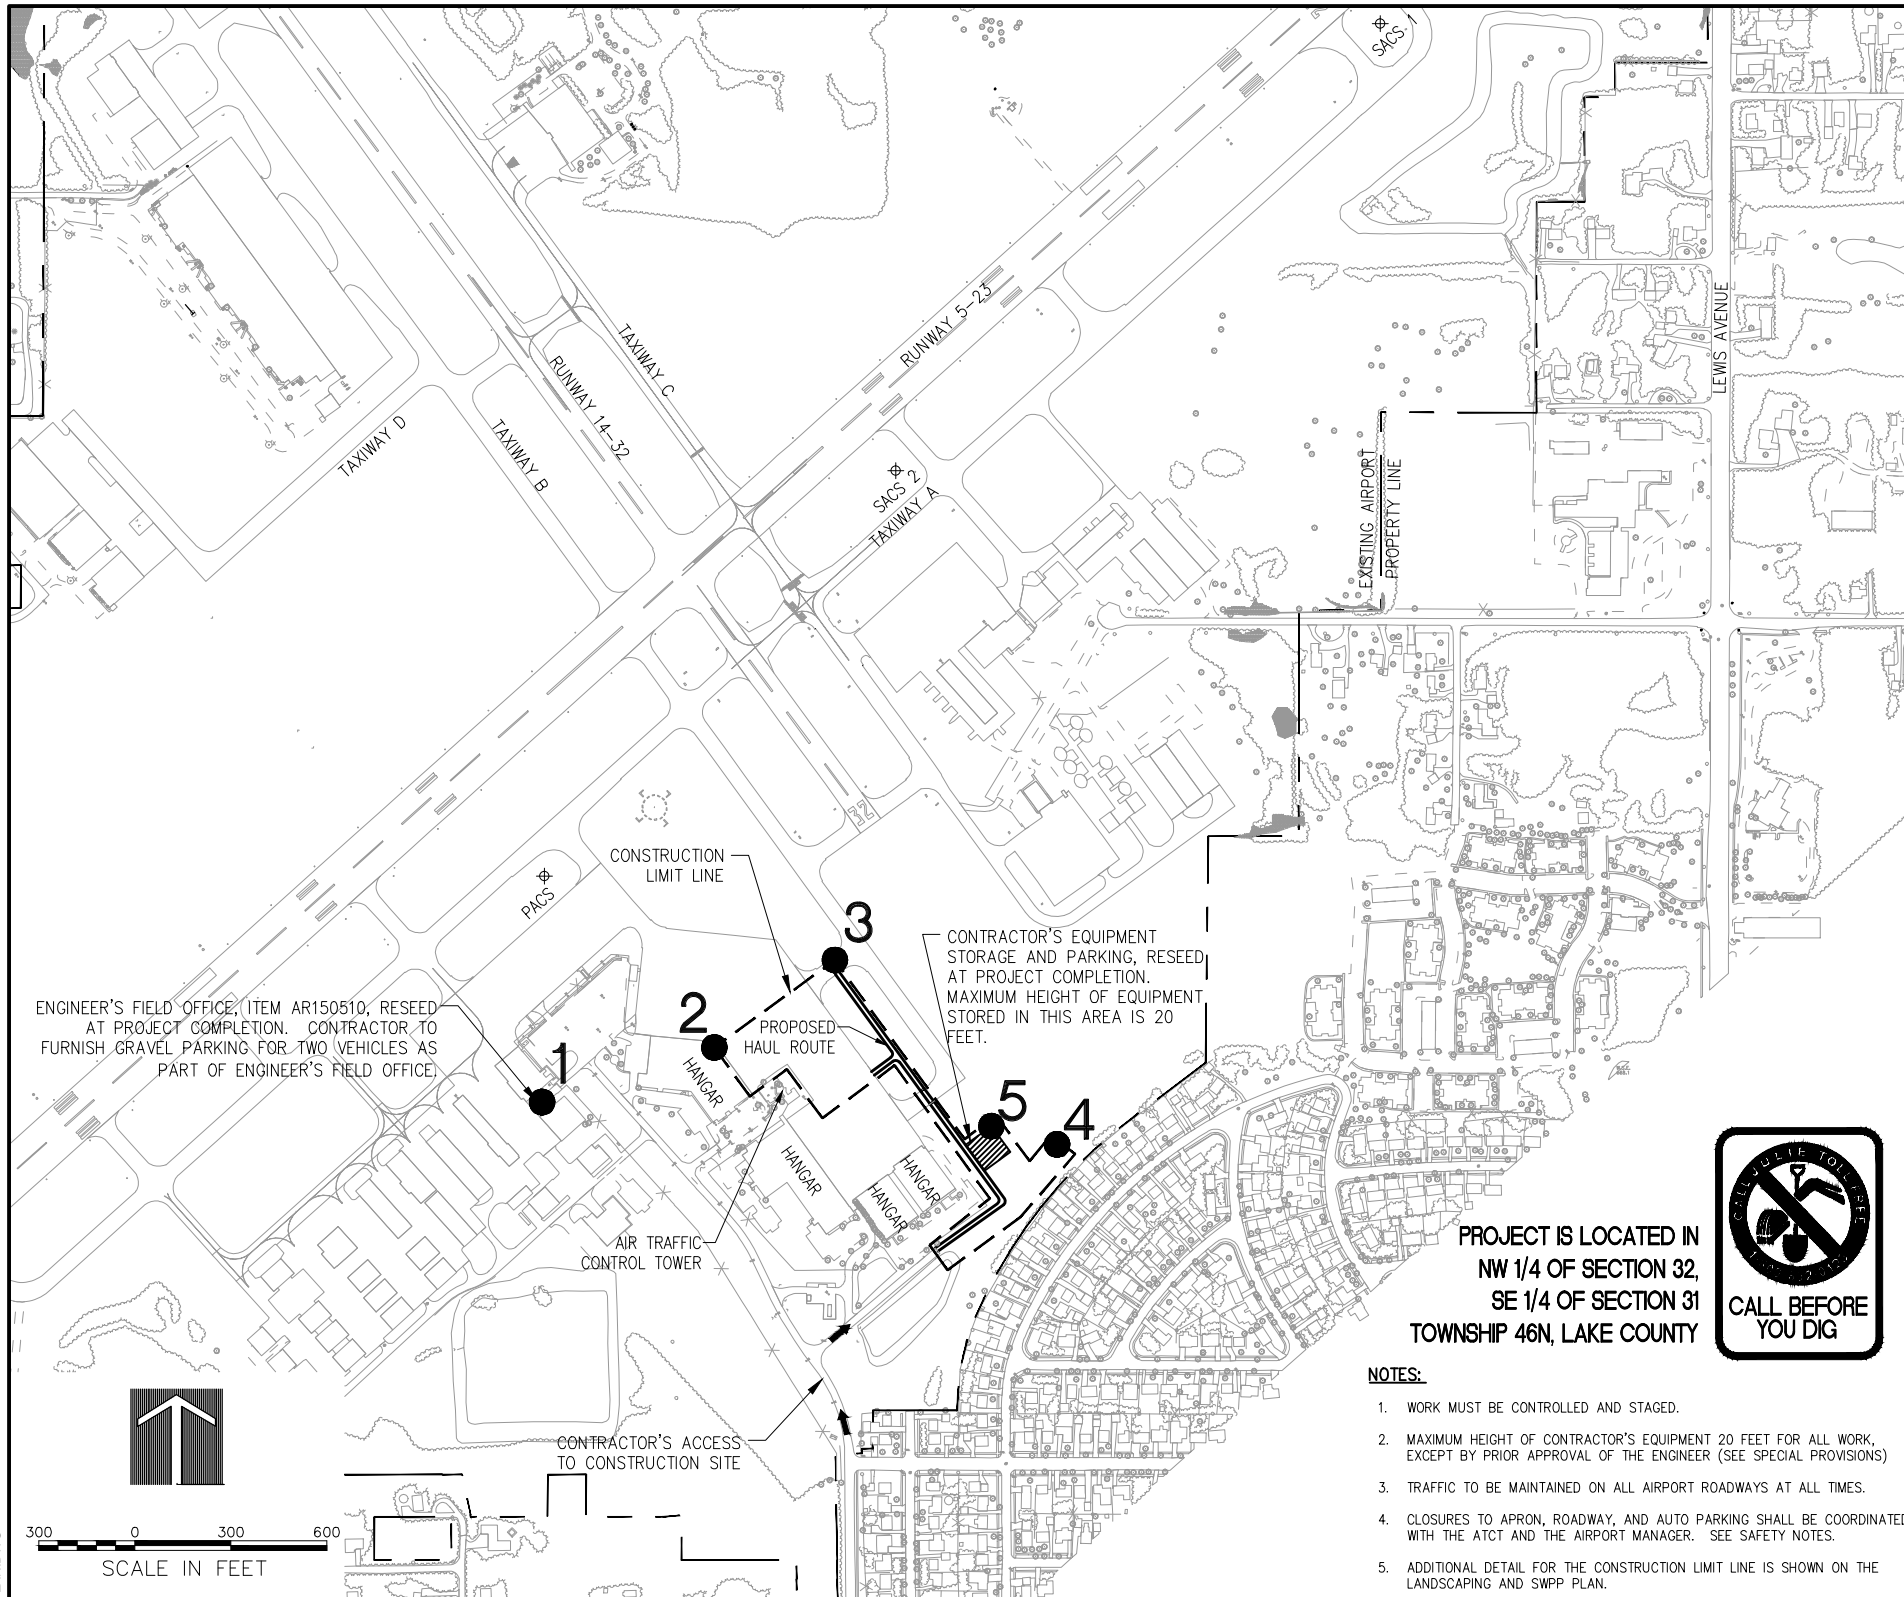 SACS 1
RUNWAY 5-23
TAXIWAY C
RUNWAY 14-32
TAXIWAY B
TAXIWAY D
SACS 2
TAXIWAY A
LEWIS AVENUE
EXISTING AIRPORT
PROPERTY LINE
32
PACS
CONSTRUCTION
LIMIT LINE
3
2
1
5
4
ENGINEER'S FIELD OFFICE, ITEM AR150510, RESEED
AT PROJECT COMPLETION. CONTRACTOR TO
FURNISH GRAVEL PARKING FOR TWO VEHICLES AS
PART OF ENGINEER'S FIELD OFFICE.
PROPOSED
HAUL ROUTE
CONTRACTOR'S EQUIPMENT
STORAGE AND PARKING, RESEED
AT PROJECT COMPLETION.
MAXIMUM HEIGHT OF EQUIPMENT
STORED IN THIS AREA IS 20
FEET.
HANGAR
HANGAR
HANGAR
HANGAR
AIR TRAFFIC
CONTROL TOWER
CONTRACTOR'S ACCESS
TO CONSTRUCTION SITE
300 0 300 600
SCALE IN FEET
PROJECT IS LOCATED IN
NW 1/4 OF SECTION 32,
SE 1/4 OF SECTION 31
TOWNSHIP 46N, LAKE COUNTY
CALL JULIE TOLL FREE
CALL BEFORE
YOU DIG
NOTES:
1. WORK MUST BE CONTROLLED AND STAGED.
2. MAXIMUM HEIGHT OF CONTRACTOR'S EQUIPMENT 20 FEET FOR ALL WORK,
EXCEPT BY PRIOR APPROVAL OF THE ENGINEER (SEE SPECIAL PROVISIONS)
3. TRAFFIC TO BE MAINTAINED ON ALL AIRPORT ROADWAYS AT ALL TIMES.
4. CLOSURES TO APRON, ROADWAY, AND AUTO PARKING SHALL BE COORDINATED
WITH THE ATCT AND THE AIRPORT MANAGER. SEE SAFETY NOTES.
5. ADDITIONAL DETAIL FOR THE CONSTRUCTION LIMIT LINE IS SHOWN ON THE
LANDSCAPING AND SWPP PLAN.